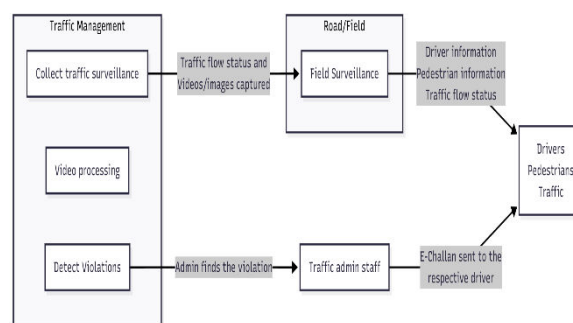 Traffic Management
Road/Field
Collect traffic surveillance
Traffic flow status and
Videos/images captured
Field Surveillance
Driver information
Pedestrian information
Traffic flow status
Video processing
Drivers
Pedestrians
Traffic
Detect Violations
Admin finds the violation
Traffic admin staff
E-Challan sent to the
respective driver